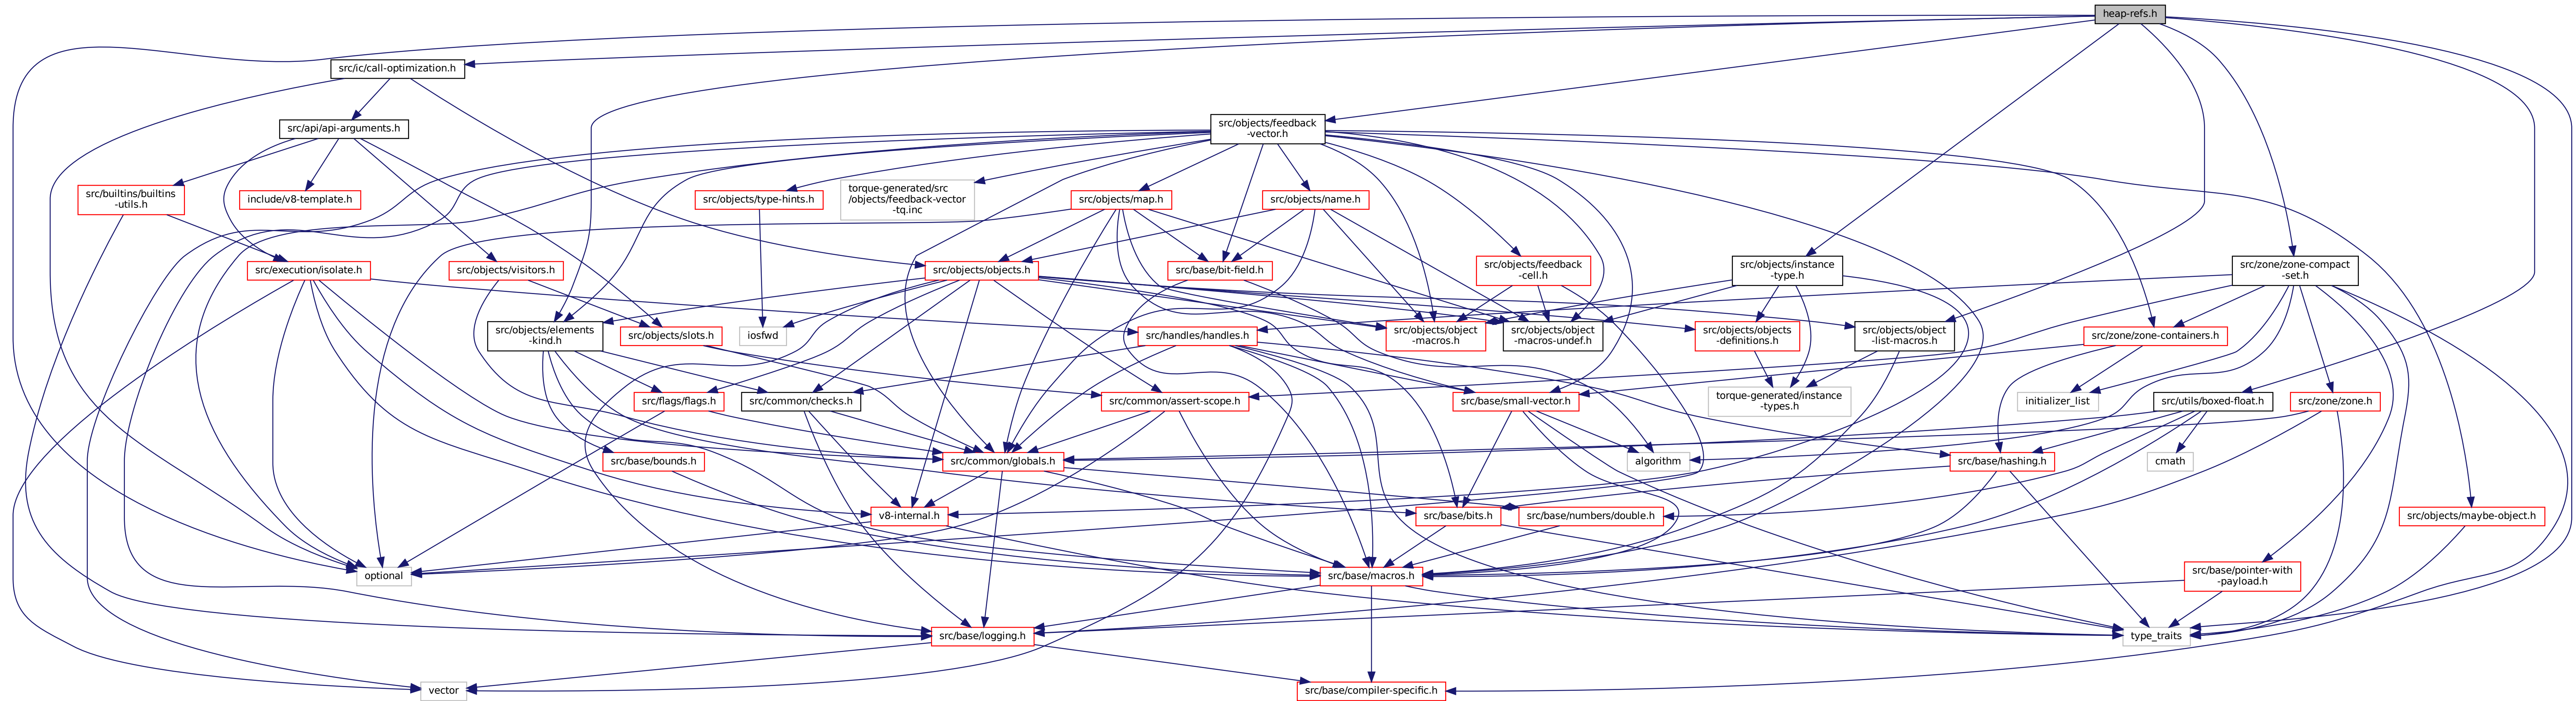 heap-refs.h
src/ic/call-optimization.h
src/api/api-arguments.h
src/objects/feedback
-vector.h
src/builtins/builtins
-utils.h
include/v8-template.h
src/objects/type-hints.h
torque-generated/src
/objects/feedback-vector
-tq.inc
src/objects/map.h
src/objects/name.h
src/execution/isolate.h
src/objects/visitors.h
src/objects/objects.h
src/base/bit-field.h
src/objects/feedback
-cell.h
src/objects/instance
-type.h
src/zone/zone-compact
-set.h
src/objects/elements
-kind.h
src/objects/slots.h
iosfwd
src/handles/handles.h
src/objects/object
-macros.h
src/objects/object
-macros-undef.h
src/objects/objects
-definitions.h
src/objects/object
-list-macros.h
src/zone/zone-containers.h
src/flags/flags.h
src/common/checks.h
src/common/assert-scope.h
src/base/small-vector.h
torque-generated/instance
-types.h
initializer_list
src/utils/boxed-float.h
src/zone/zone.h
src/base/bounds.h
src/common/globals.h
algorithm
src/base/hashing.h
cmath
v8-internal.h
src/base/bits.h
src/base/numbers/double.h
src/objects/maybe-object.h
optional
src/base/macros.h
src/base/pointer-with
-payload.h
src/base/logging.h
type_traits
vector
src/base/compiler-specific.h